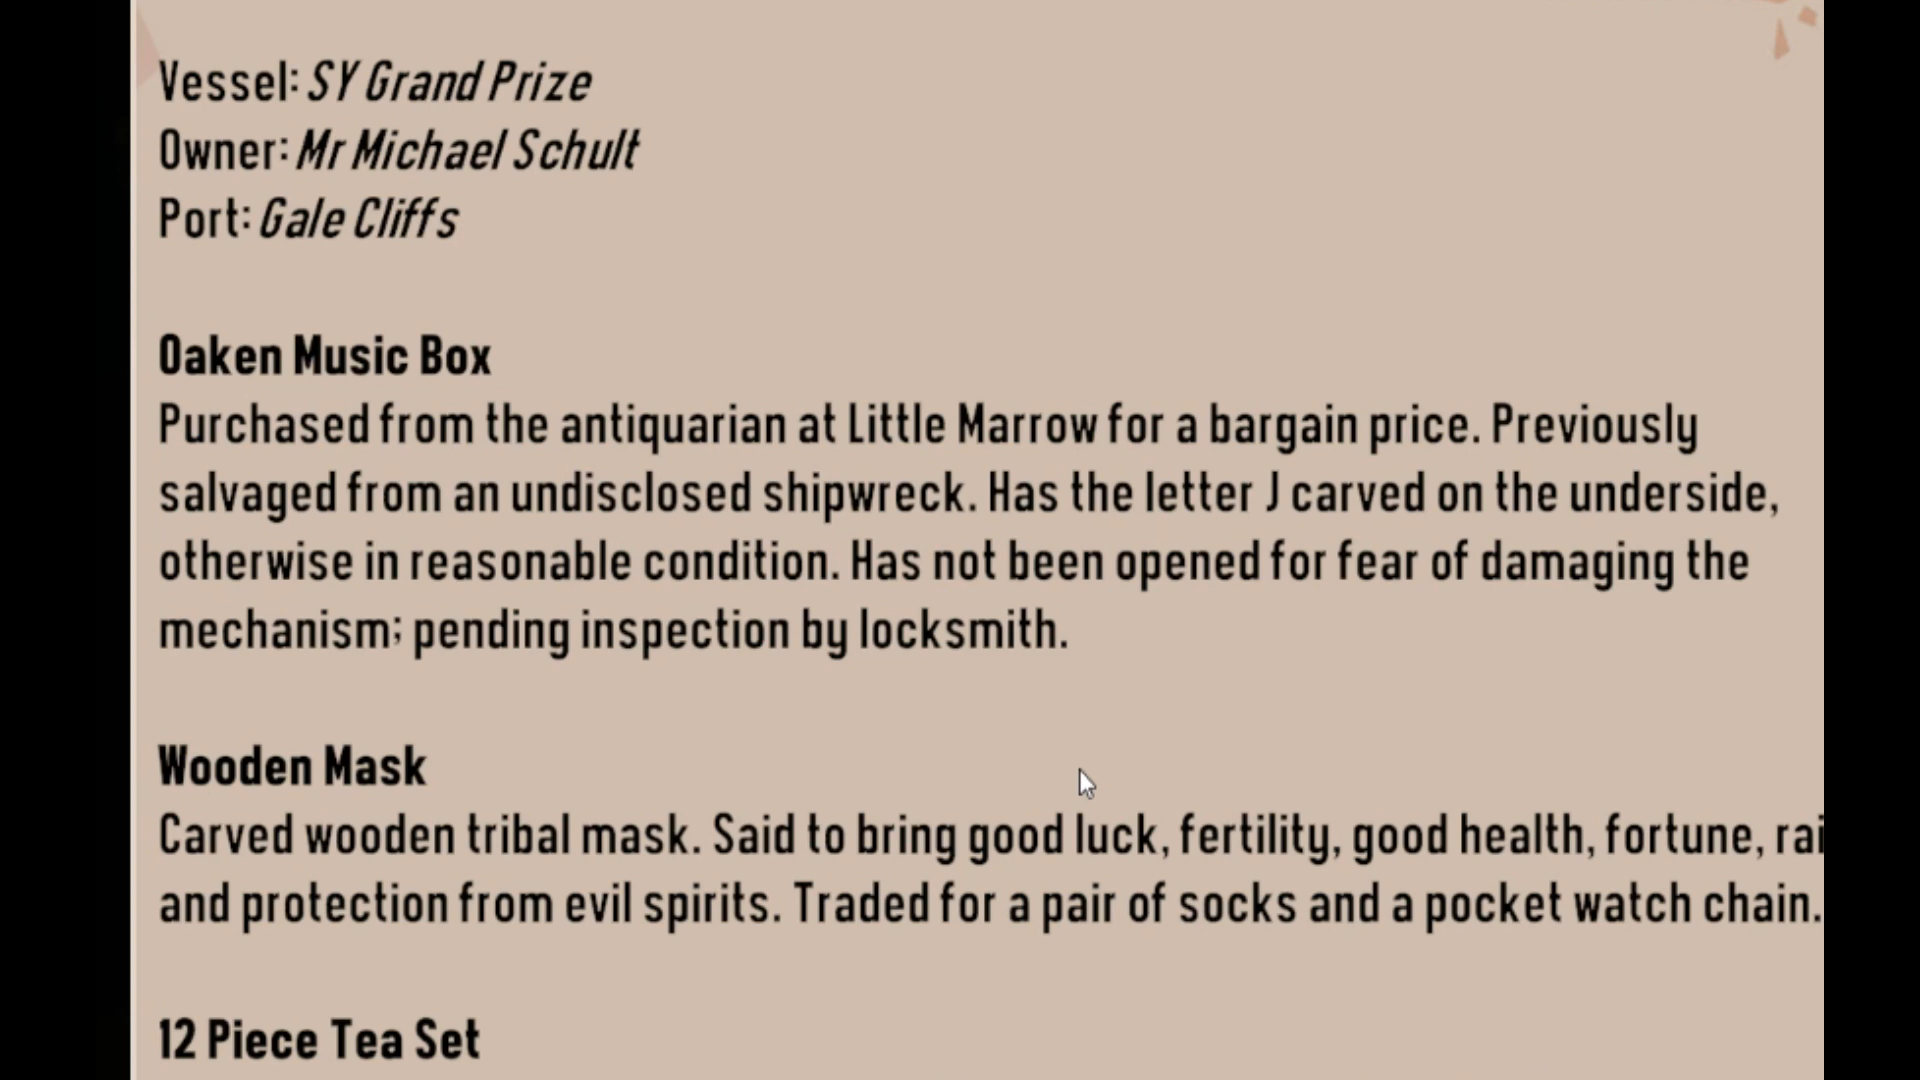 Vessel: SY Grand Prize
Owner: Mr Michael Schult
Port: Gale Cliffs
Oaken Music Box
Purchased from the antiquarian at Little Marrow for a bargain price. Previously
salvaged from an undisclosed shipwreck. Has the letter J carved on the underside,
otherwise in reasonable condition. Has not been opened for fear of damaging the
mechanism; pending inspection by locksmith.
Wooden Mask
Carved wooden tribal mask. Said to bring good luck, fertility, good health, fortune,
and protection from evil spirits. Traded for a pair of socks and a pocket watch chain.
12 Piece Tea Set